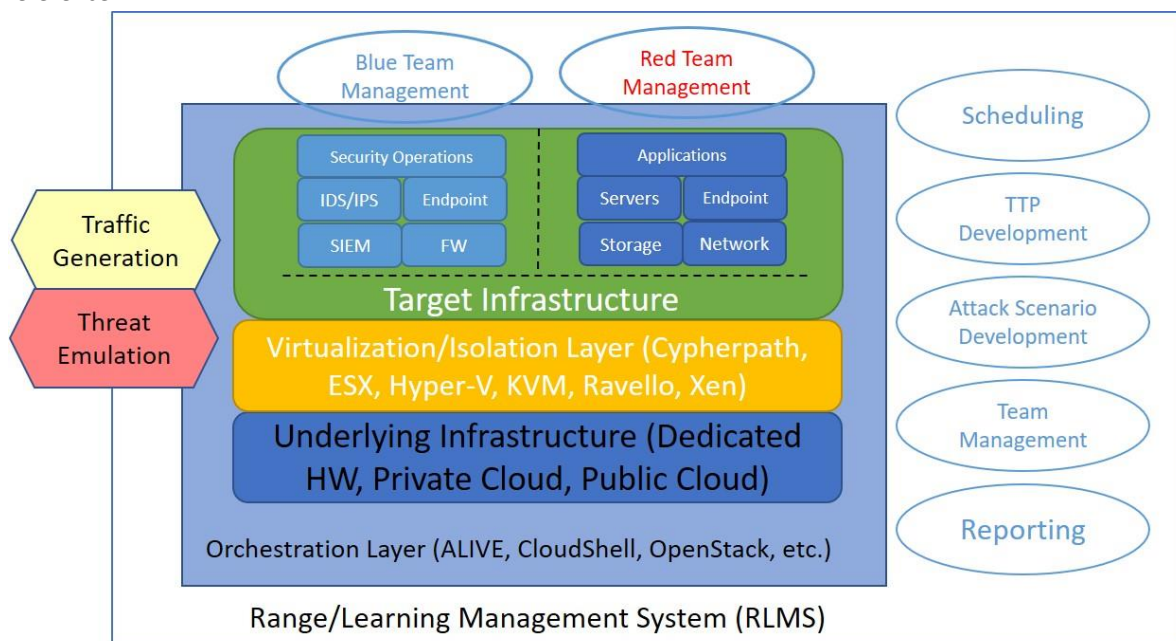 Blue Team
Management
Red Team
Management
Scheduling
Security Operations
Applications
IDS/IPS
Endpoint
Servers
Endpoint
SIEM
FW
Storage
Network
Target Infrastructure
Traffic
Generation
Threat
Emulation
TTP
Development
Attack Scenario
Development
Virtualization/Isolation Layer (Cypherpath,
ESX, Hyper-V, KVM, Ravello, Xen)
Team
Management
Underlying Infrastructure (Dedicated
HW, Private Cloud, Public Cloud)
Reporting
Orchestration Layer (ALIVE, CloudShell, OpenStack, etc.)
Range/Learning Management System (RLMS)